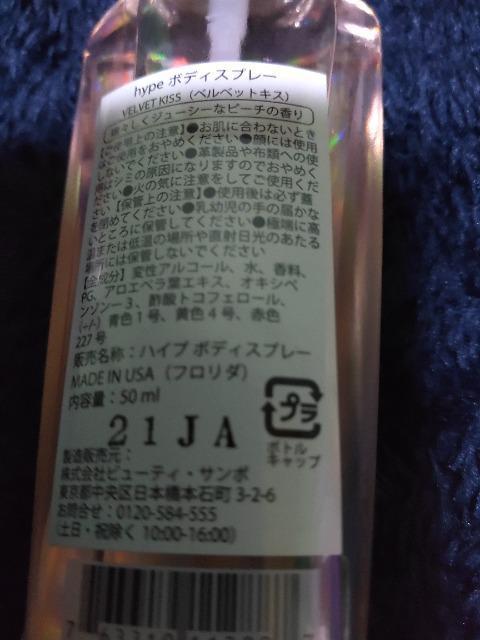 hype ボディスプレー
VELVET KISS（ベルベットキス）
瑞々しくジューシーなピーチの香り
【ご使用上の注意】●お肌に合わないとき
はご使用をおやめください●顔には使用
しないでください●革製品や布類への使
用はシミの原因になりますのでおやめく
ださい●火の気に注意をしてご使用くだ
さい【保管上の注意】●使用後は必ず蓋
を閉めてください●乳幼児の手の届かな
いところに保管してください●極端に高
温または低温の場所や直射日光のあたる
場所には保管しないでください
【全成分】変性アルコール、水、香料、
PG、アロエベラ葉エキス、オキシベ
ンゾン−3、酢酸トコフェロール、
(+/-) 青色1号、黄色4号、赤色
227号
販売名称：ハイプ ボディスプレー
MADE IN USA（フロリダ）
内容量：50 ml
プラ
21JA
ボトル
キャップ
製造販売元：
株式会社ビューティ・サンボ
東京都中央区日本橋本石町 3-2-6
お問合せ：0120-584-555
（土日・祝除く 10:00-16:00）